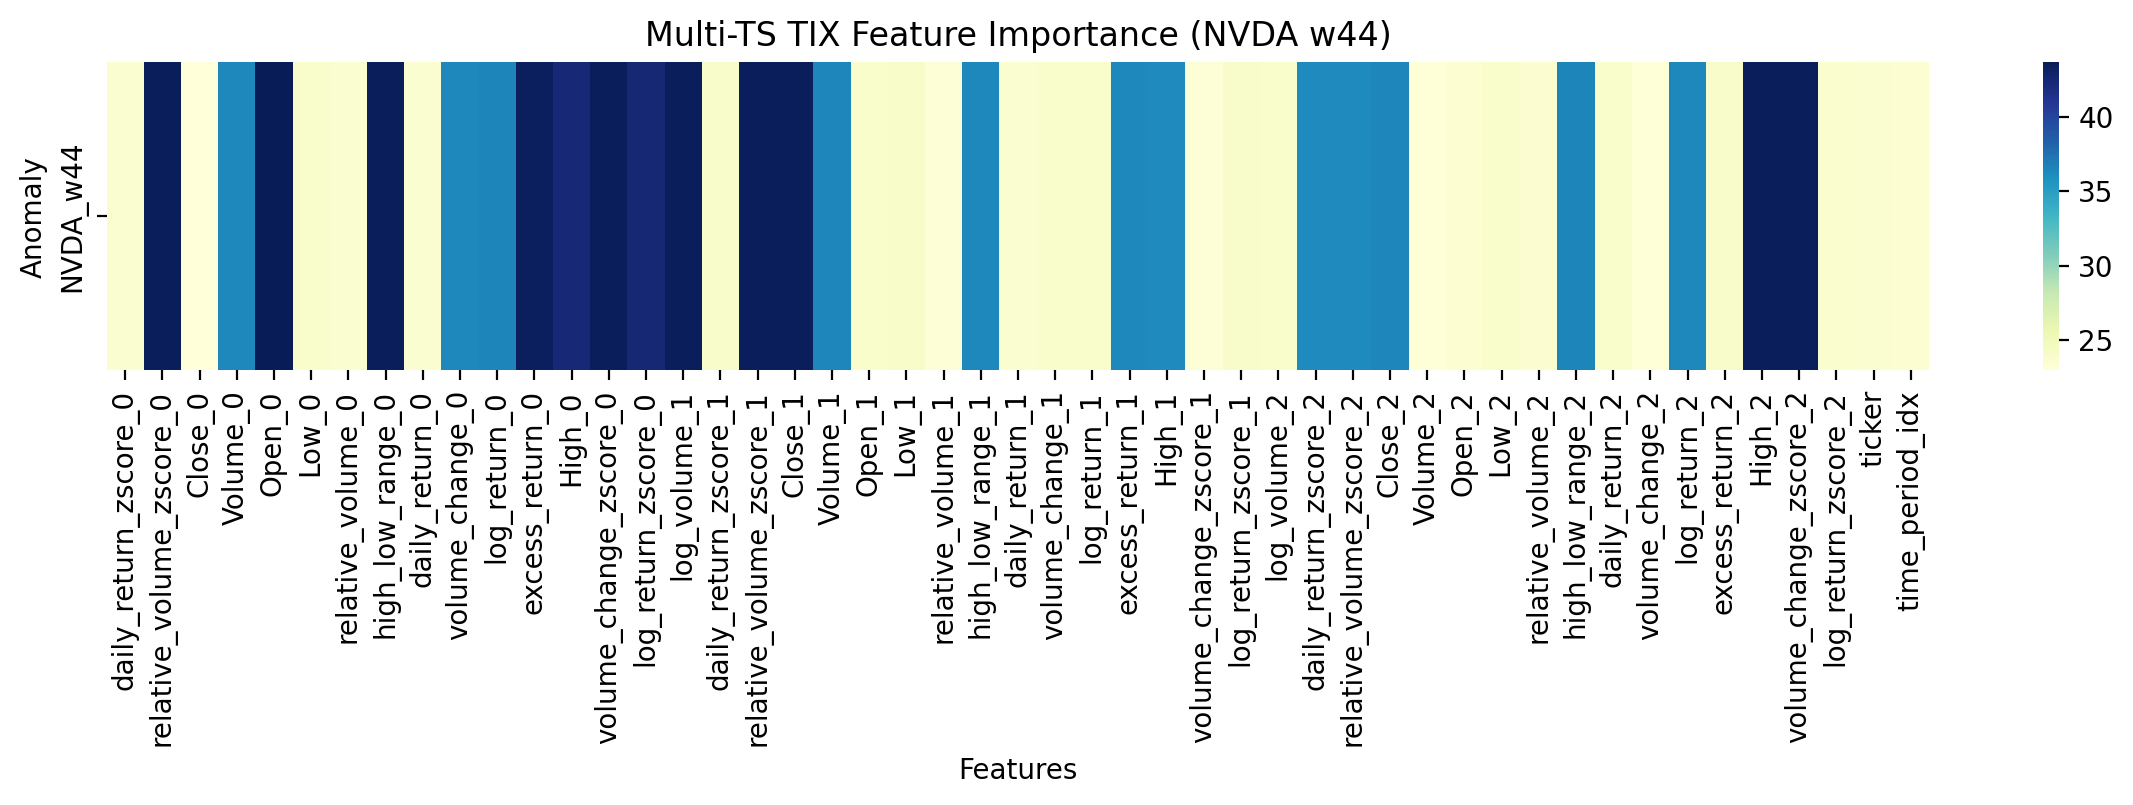 Multi-TS TIX Feature Importance (NVDA w44)
Anomaly
NVDA_w44
40
35
30
25
daily_return_zscore_0
relative_volume_zscore_0
Close_0
Volume_0
Open_0
Low_0
relative_volume_0
high_low_range_0
daily_return_0
volume_change_0
log_return_0
excess_return_0
High_0
volume_change_zscore_0
log_return_zscore_0
log_volume_1
daily_return_zscore_1
relative_volume_zscore_1
Close_1
Volume_1
Open_1
Low_1
relative_volume_1
high_low_range_1
daily_return_1
volume_change_1
log_return_1
excess_return_1
High_1
volume_change_zscore_1
log_return_zscore_1
log_volume_2
daily_return_zscore_2
relative_volume_zscore_2
Close_2
Volume_2
Open_2
Low_2
relative_volume_2
high_low_range_2
daily_return_2
volume_change_2
log_return_2
excess_return_2
High_2
volume_change_zscore_2
log_return_zscore_2
ticker
time_period_idx
Features